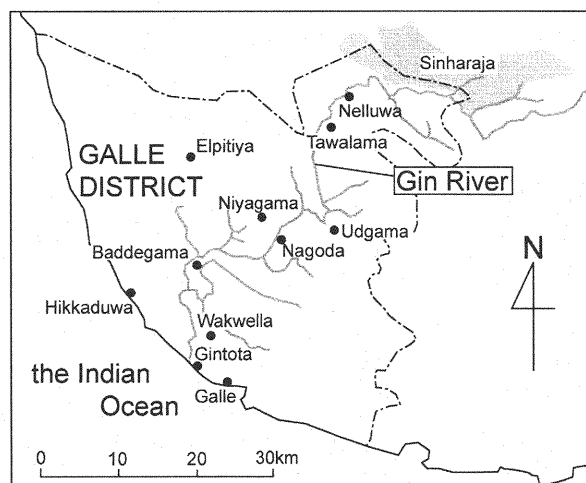 Sinharaja
Nelluwa
Tawalama
Elpitiya
GALLE
DISTRICT
Gin River
Niyagama
Udgama
Nagoda
Baddegama
N
Hikkaduwa
Wakwella
Gintota
the Indian
Ocean
Galle
0 10 20 30km